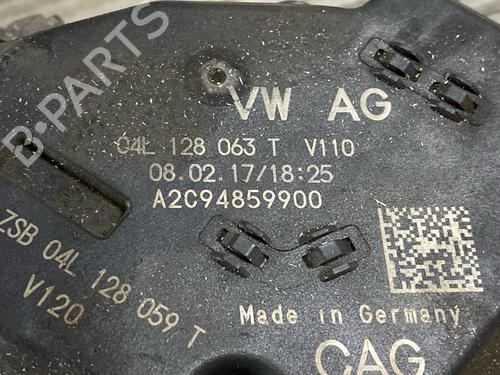 B-PARTS
VW AG
04L 128 063 T V110
08.02.17/18:25
A2C94859900
ZSB 04L 128 059 T
V120
Made in Germany
CAG